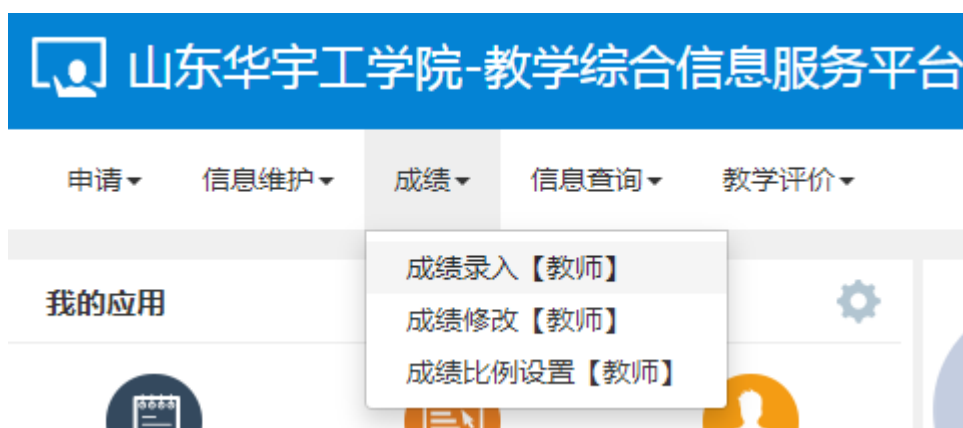 山东华宇工学院-教学综合信息服务平台
申请 信息维护 成绩 信息查询 教学评价
成绩录入【教师】
我的应用
成绩修改【教师】
成绩比例设置【教师】